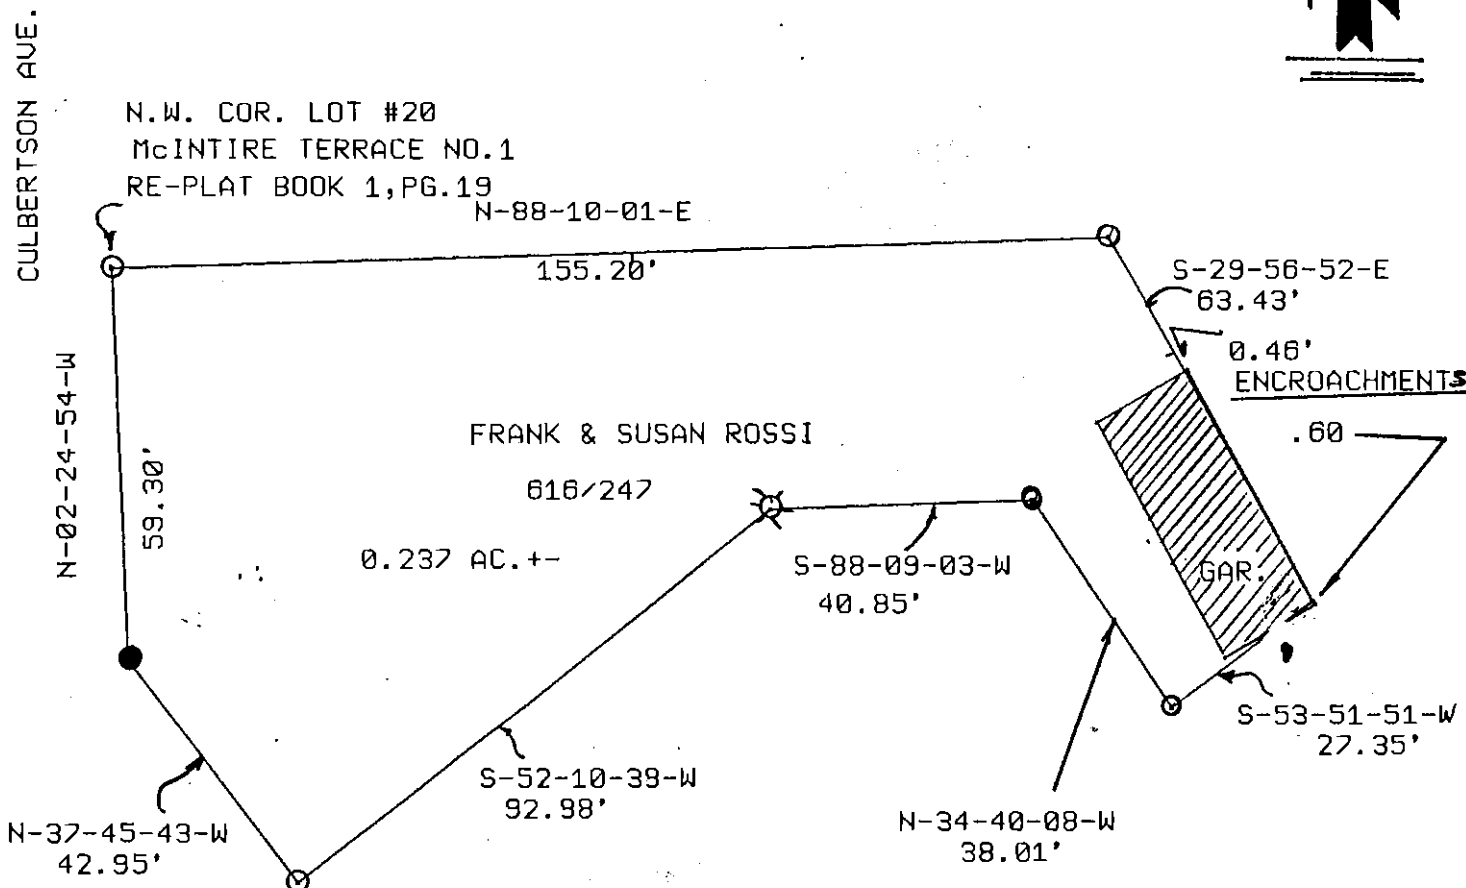 CULBERTSON AVE.
N.W. COR. LOT #20
McINTIRE TERRACE NO.1
RE-PLAT BOOK 1,PG.19
N-88-10-01-E
155.20'
S-29-56-52-E
63.43'
0.46'
ENCROACHMENTS
.60
N-02-24-54-W
59.30'
FRANK & SUSAN ROSSI
616/247
0.237 AC.+-
S-88-09-03-W
40.85'
GAR.
S-53-51-51-W
27.35'
S-52-10-39-W
92.98'
N-34-40-08-W
38.01'
N-37-45-43-W
42.95'